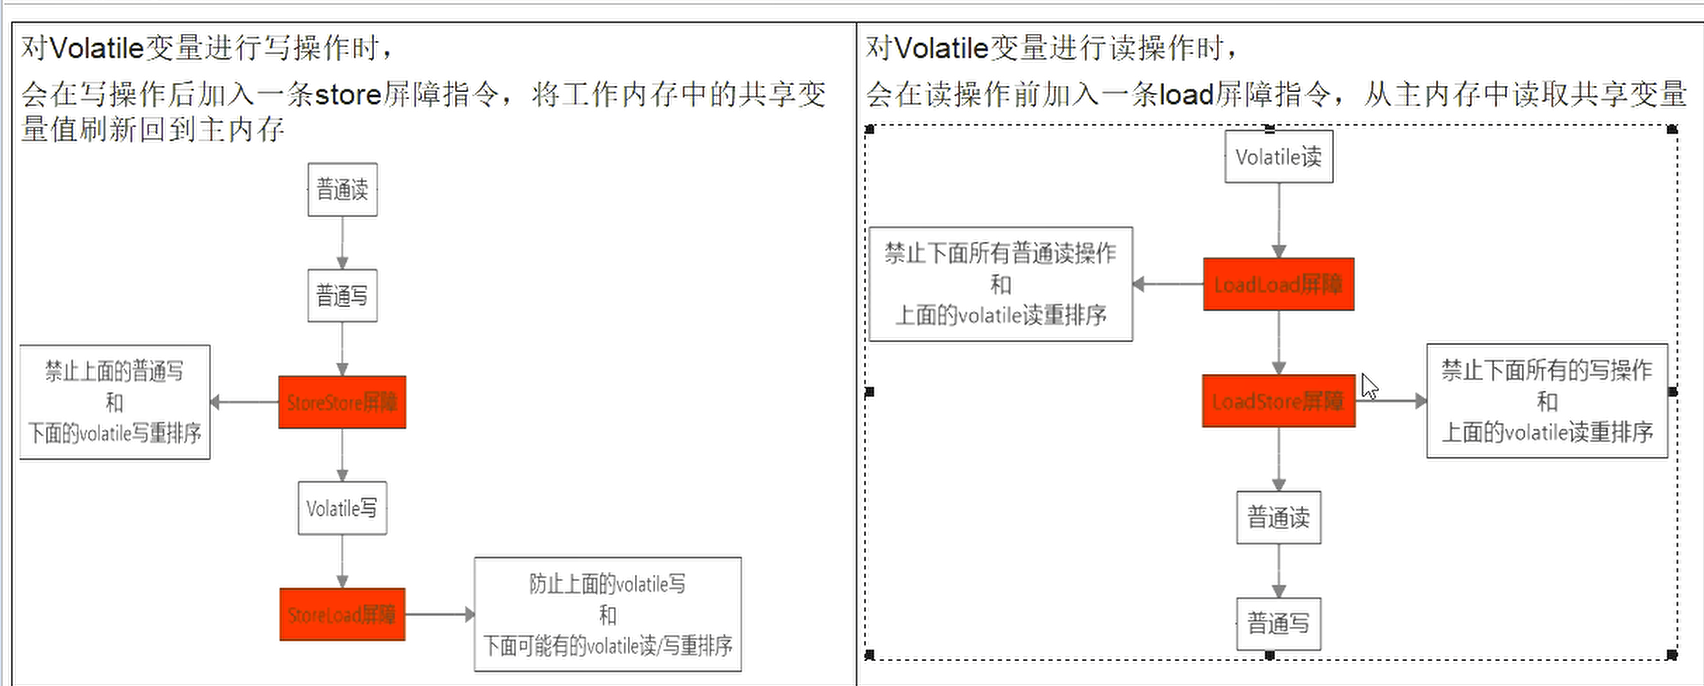 对Volatile变量进行写操作时，
会在写操作后加入一条store屏障指令，将工作内存中的共享变
量值刷新回到主内存
普通读
普通写
禁止上面的普通写
和
下面的volatile写重排序
StoreStore屏障
Volatile写
StoreLoad屏障
防止上面的volatile写
和
下面可能有的volatile读/写重排序
对Volatile变量进行读操作时，
会在读操作前加入一条load屏障指令，从主内存中读取共享变量
Volatile读
禁止下面所有普通读操作
和
上面的volatile读重排序
LoadLoad屏障
LoadStore屏障
禁止下面所有的写操作
和
上面的volatile读重排序
普通读
普通写